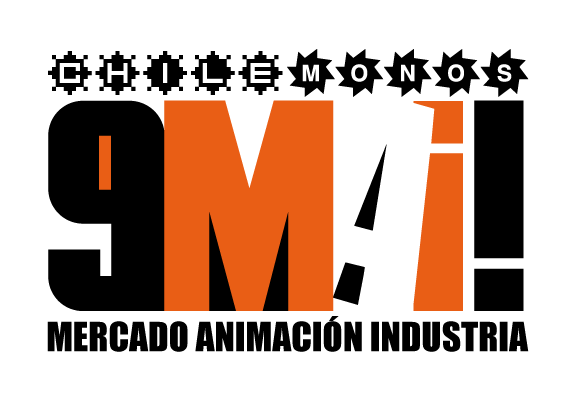 CHILEMONOS
9MAi!
MERCADO ANIMACIÓN INDUSTRIA